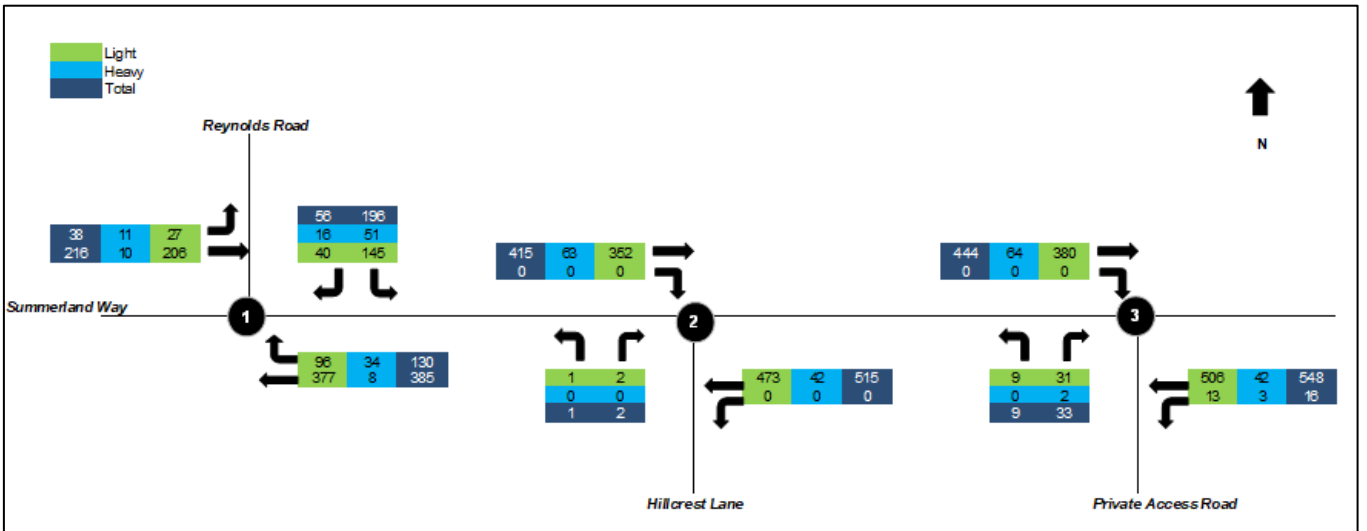 Light
Heavy
Total
N
Reynolds Road
38 11 27
216 10 206
56 196
16 51
40 145
415 63 352
0 0 0
444 64 380
0 0 0
Summerland Way
1
2
3
96 34 130
377 8 385
1 2
0 0
1 2
473 42 515
0 0 0
9 31
0 2
9 33
506 42 548
13 3 16
Hillcrest Lane
Private Access Road